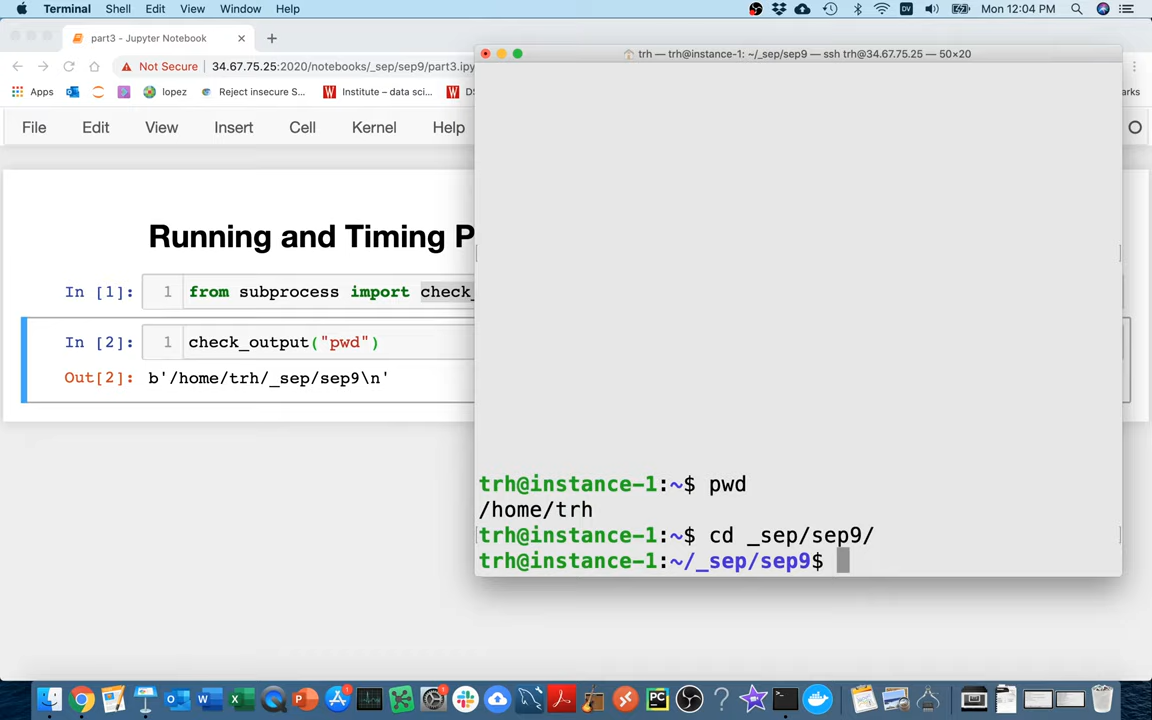 Terminal Shell Edit View Window Help Mon 12:04 PM
part3 - Jupyter Notebook
trh — trh@instance-1: ~/_sep/sep9 — ssh trh@34.67.75.25 — 50×20
Not Secure 34.67.75.25:2020/notebooks/_sep/sep9/part3.ipy
Apps lopez Reject insecure S... Institute – data sci... DS arks
File Edit View Insert Cell Kernel Help
Running and Timing P
In [1]: 1 from subprocess import check_
In [2]: 1 check_output("pwd")
Out[2]: b'/home/trh/_sep/sep9\n'
trh@instance-1:~$ pwd
/home/trh
trh@instance-1:~$ cd _sep/sep9/
trh@instance-1:~/_sep/sep9$